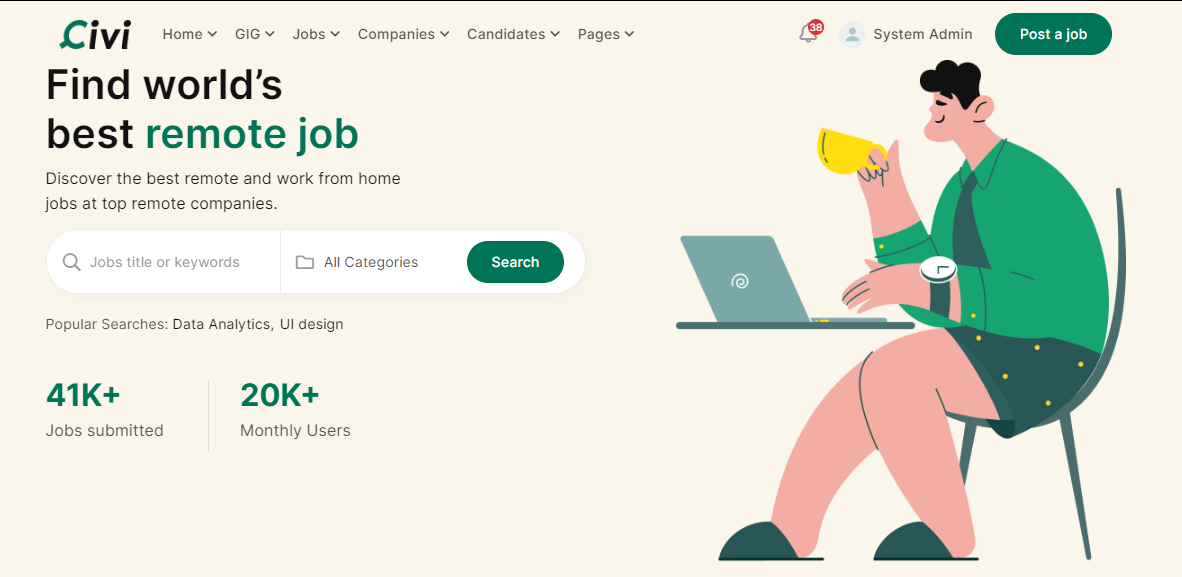 Civi
Home GIG Jobs Companies Candidates Pages 38 System Admin Post a job
Find world’s
best remote job
Discover the best remote and work from home
jobs at top remote companies.
Jobs title or keywords All Categories Search
Popular Searches: Data Analytics, UI design
41K+ 20K+
Jobs submitted Monthly Users